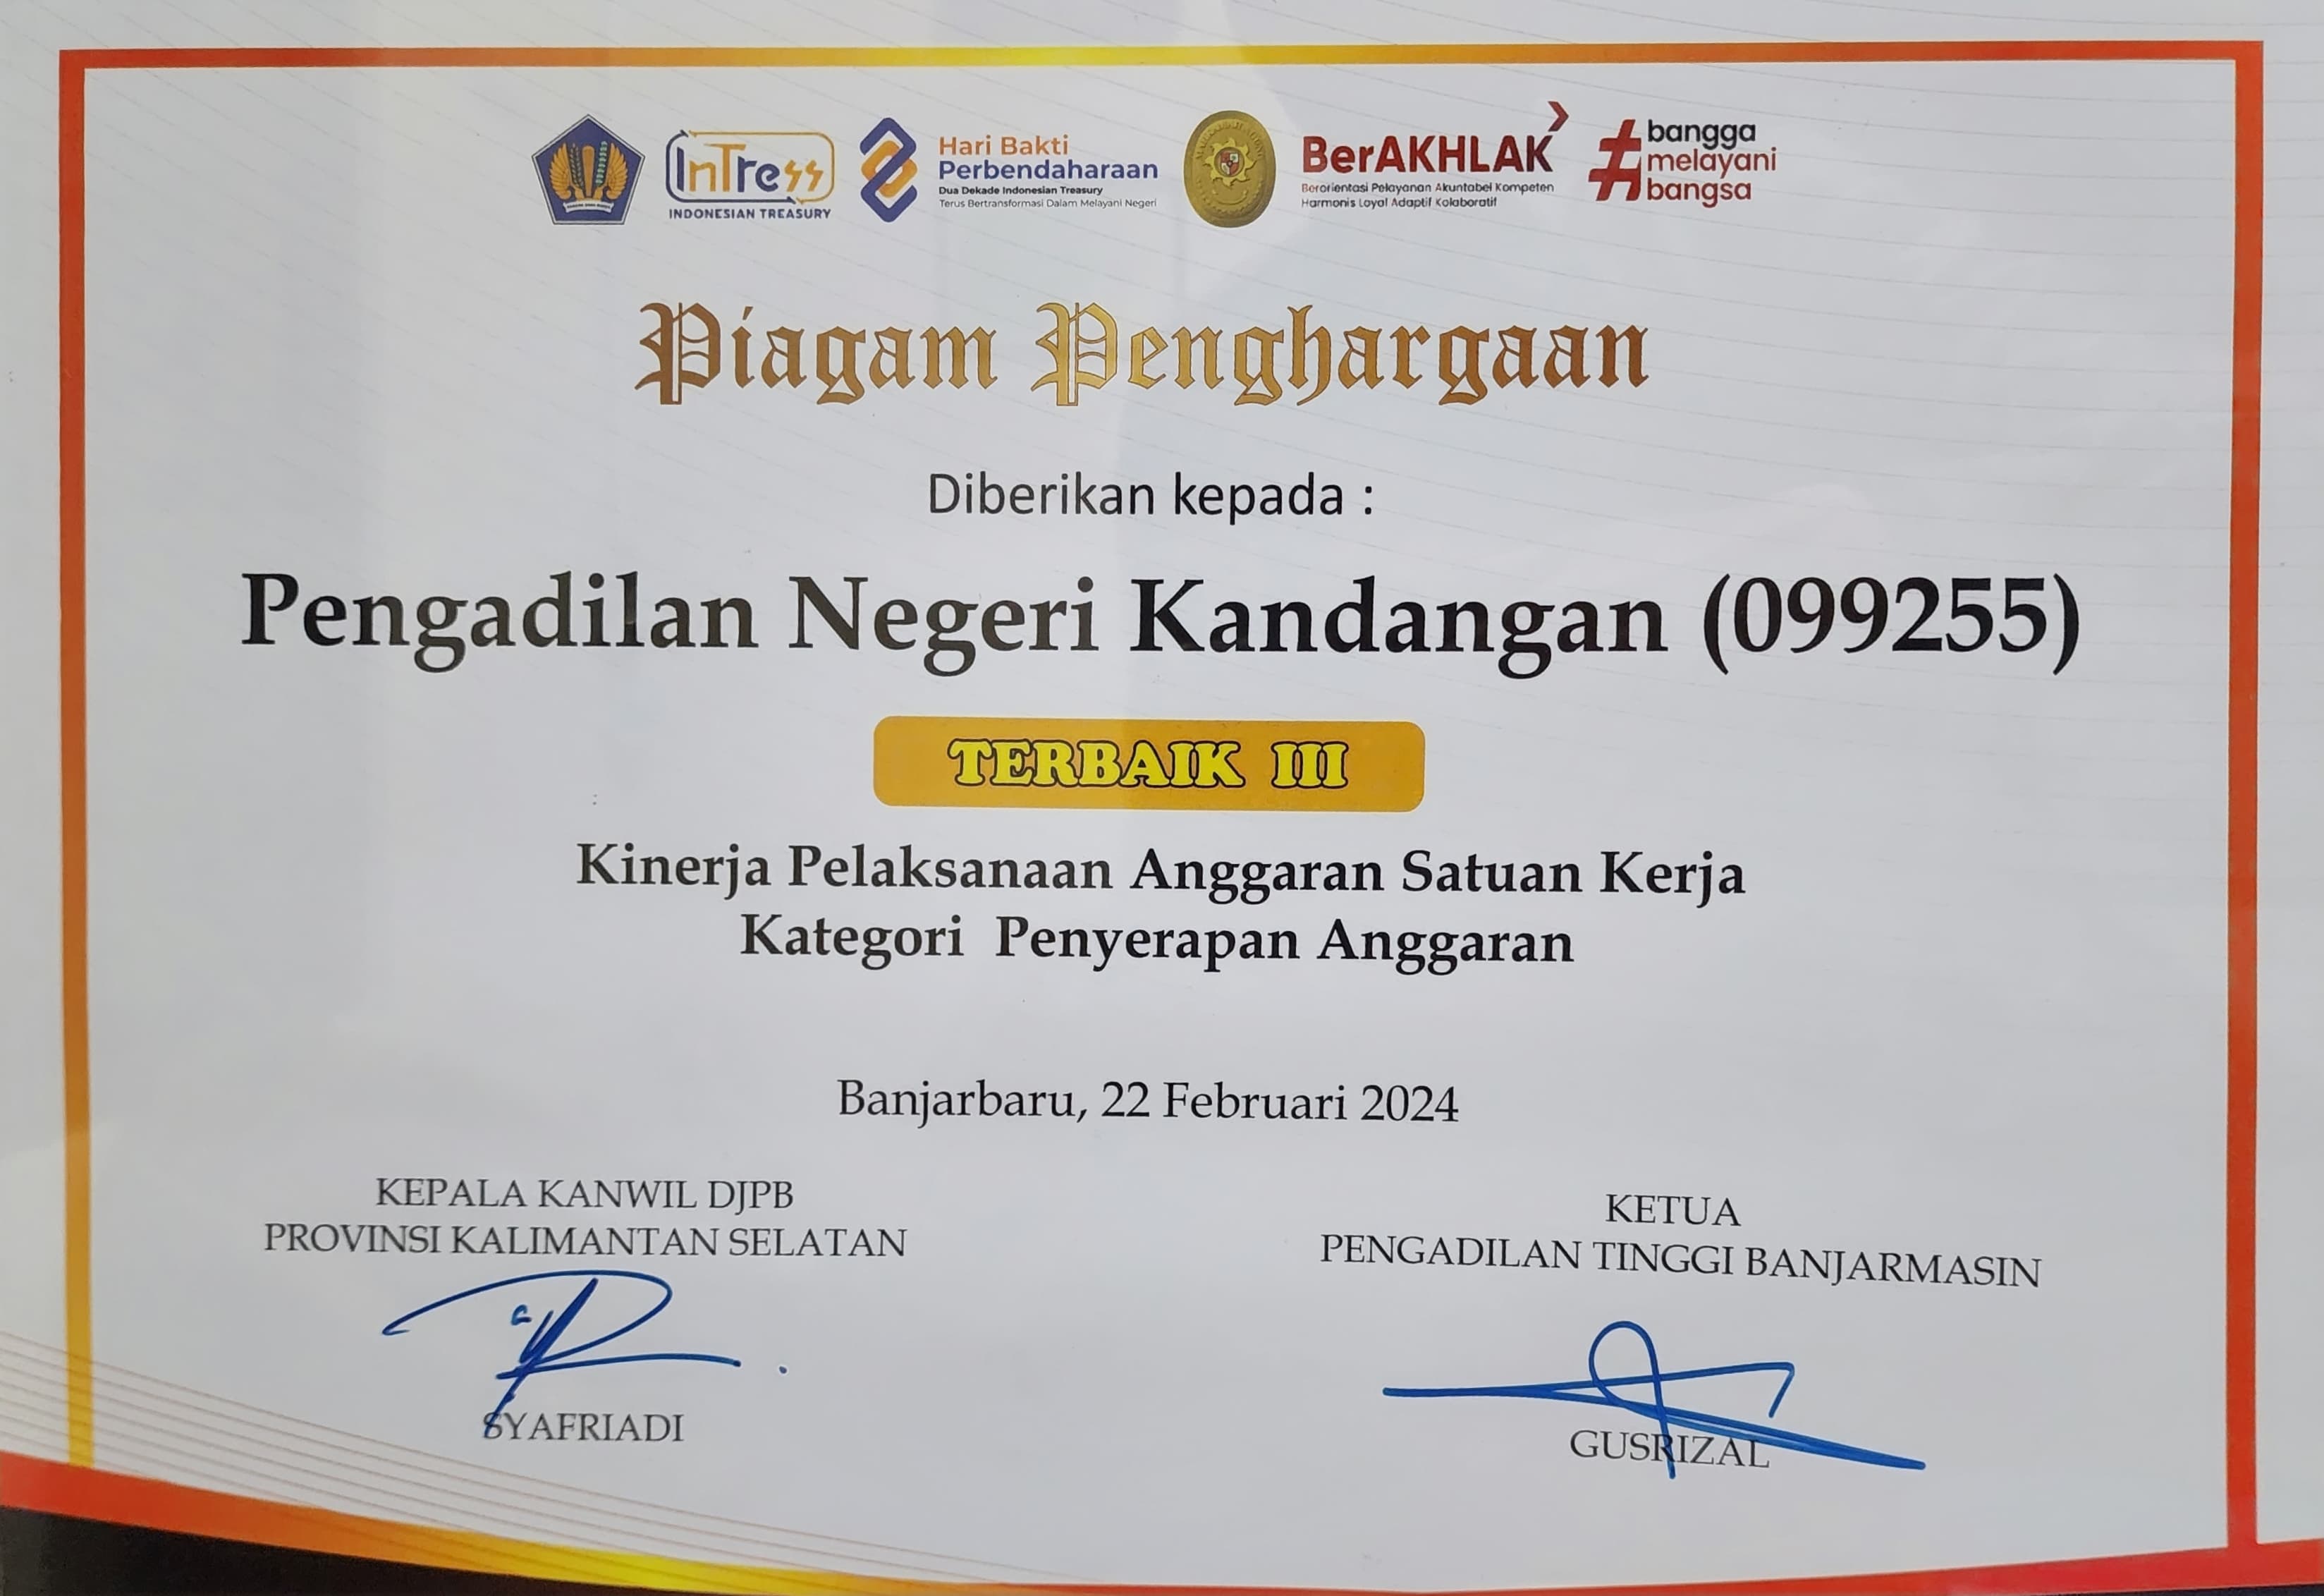 InTress
INDONESIAN TREASURY
Hari Bakti
Perbendaharaan
Dua Dekade Indonesian Treasury
Terus Bertransformasi Dalam Melayani Negeri
BerAKHLAK
Berorientasi Pelayanan Akuntabel Kompeten
Harmonis Loyal Adaptif Kolaboratif
#bangga
melayani
bangsa
Piagam Penghargaan
Diberikan kepada :
Pengadilan Negeri Kandangan (099255)
TERBAIK III
Kinerja Pelaksanaan Anggaran Satuan Kerja
Kategori Penyerapan Anggaran
Banjarbaru, 22 Februari 2024
KEPALA KANWIL DJPB
PROVINSI KALIMANTAN SELATAN
SYAFRIADI
KETUA
PENGADILAN TINGGI BANJARMASIN
GUSRIZAL